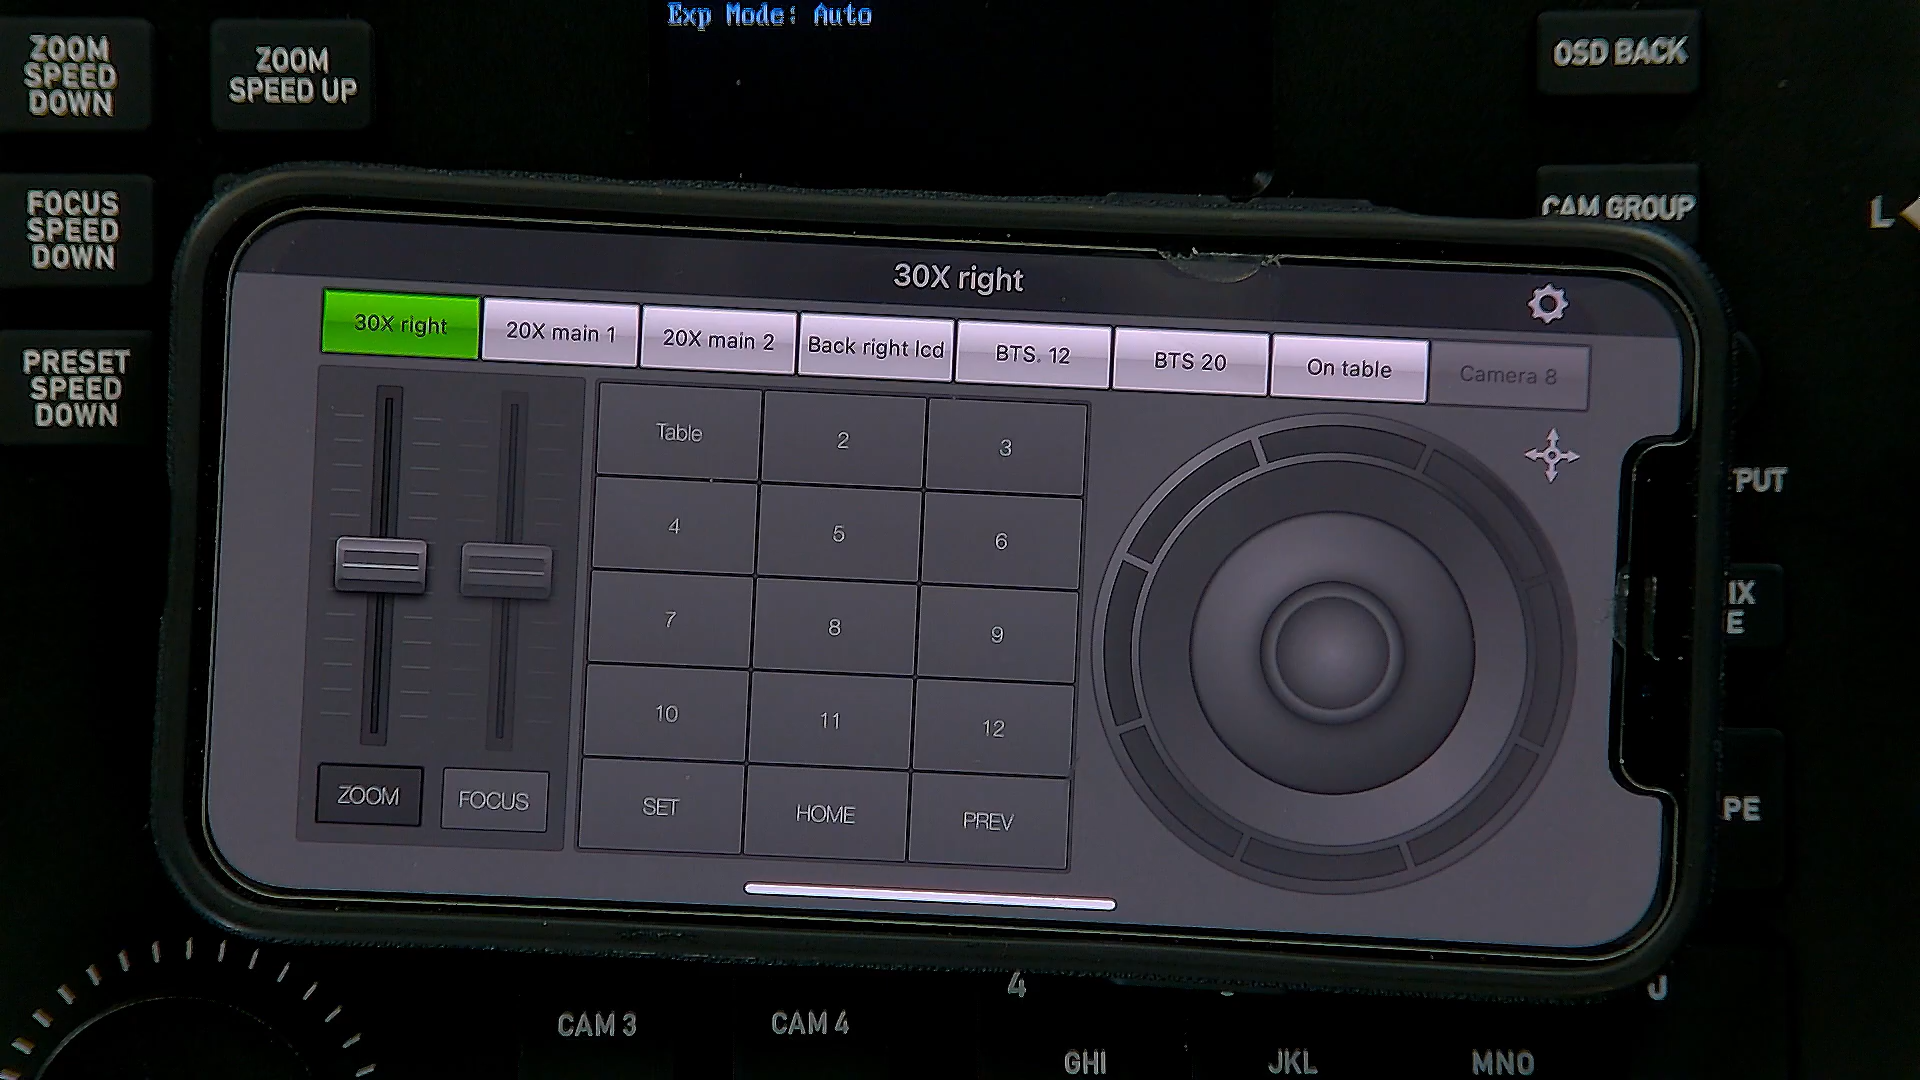 Exp Mode: Auto
ZOOM
SPEED
DOWN
ZOOM
SPEED UP
OSD BACK
FOCUS
SPEED
DOWN
CAM GROUP
L
PRESET
SPEED
DOWN
30X right
30X right
20X main 1
20X main 2
Back right lcd
BTS. 12
BTS 20
On table
Camera 8
Table
2
3
4
5
6
7
8
9
10
11
12
SET
HOME
PREV
ZOOM
FOCUS
PUT
IX
E
PE
4
J
CAM 3
CAM 4
GHI
JKL
MNO